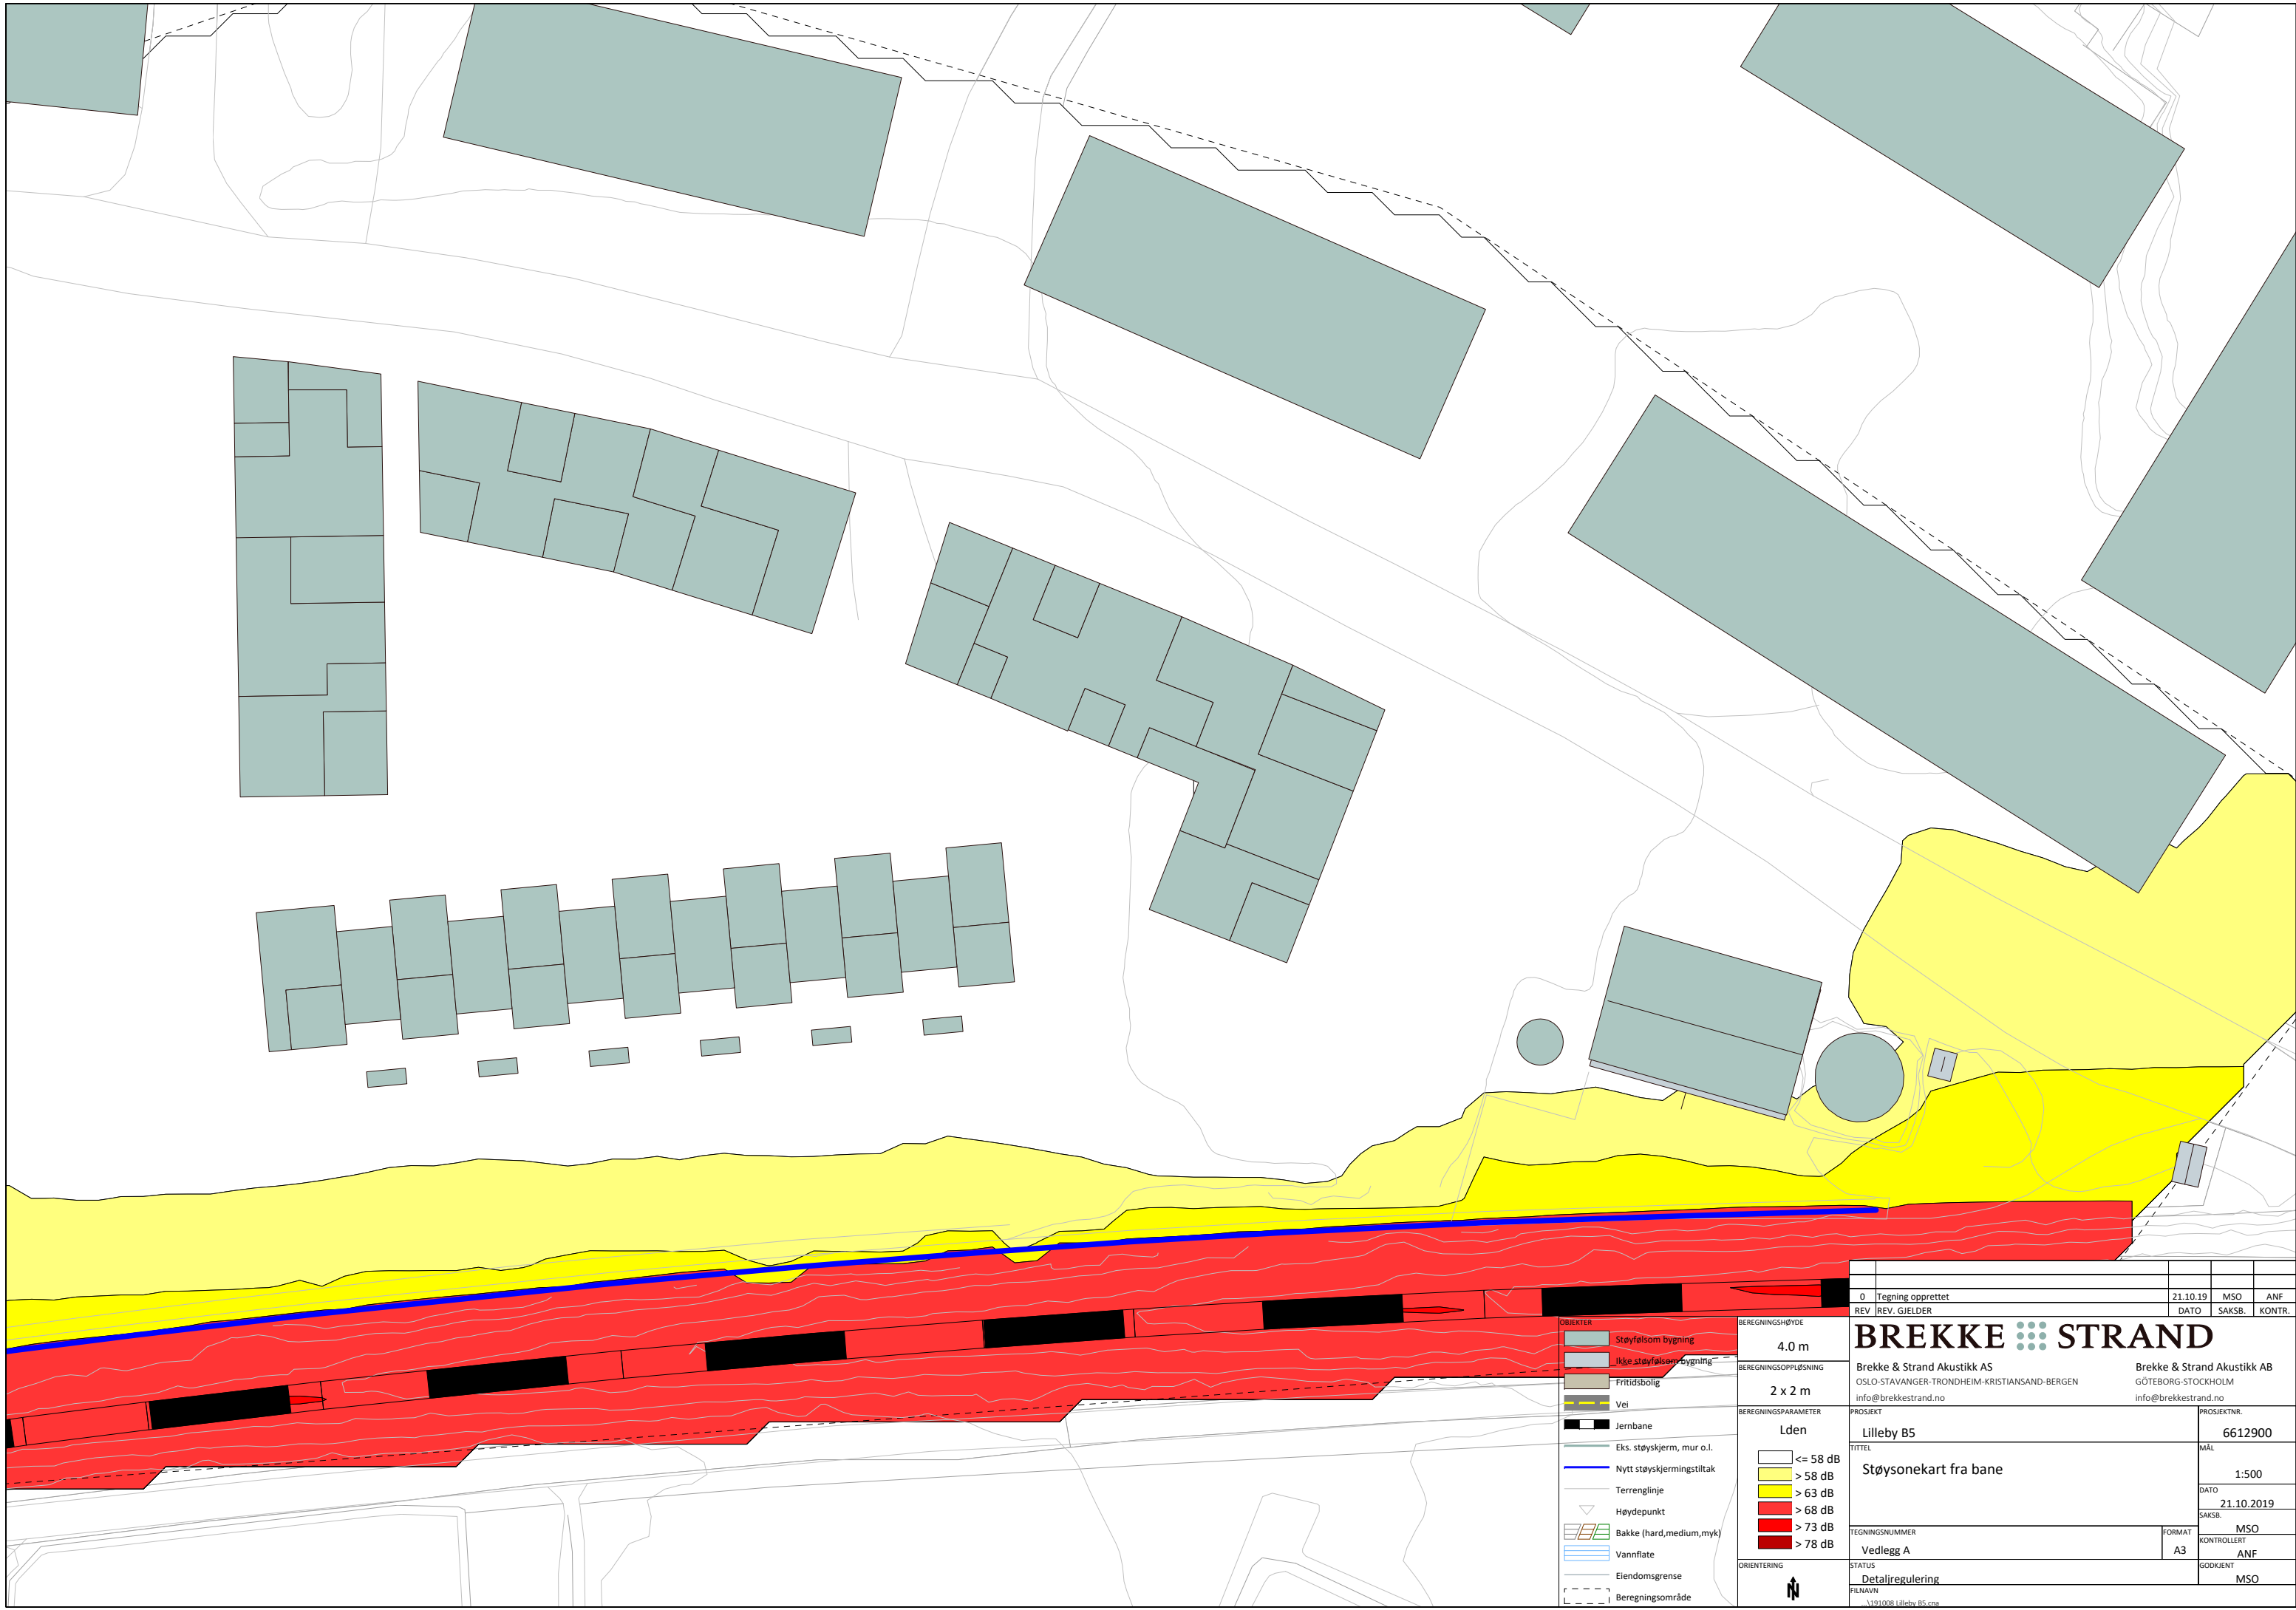 0 Tegning opprettet 21.10.19 MSO ANF
REV REV. GJELDER DATO SAKSB. KONTR.
OBJEKTER
Støyfølsom bygning
Ikke støyfølsom bygning
Fritidsbolig
Vei
Jernbane
Eks. støyskjerm, mur o.l.
Nytt støyskjermingstiltak
Terrenglinje
Høydepunkt
Bakke (hard,medium,myk)
Vannflate
Eiendomsgrense
Beregningsområde
BEREGNINGSHØYDE
4.0 m
BEREGNINGSOPPLØSNING
2 x 2 m
BEREGNINGSPARAMETER
Lden
<= 58 dB
> 58 dB
> 63 dB
> 68 dB
> 73 dB
> 78 dB
ORIENTERING
N
BREKKE STRAND
Brekke & Strand Akustikk AS
OSLO-STAVANGER-TRONDHEIM-KRISTIANSAND-BERGEN
info@brekkestrand.no
Brekke & Strand Akustikk AB
GÖTEBORG-STOCKHOLM
info@brekkestrand.no
PROSJEKT
Lilleby B5
PROSJEKTNR.
6612900
TITTEL
Støysonekart fra bane
MÅL
1:500
DATO
21.10.2019
SAKSB.
MSO
TEGNINGSNUMMER
Vedlegg A
FORMAT
A3
KONTROLLERT
ANF
STATUS
Detaljregulering
GODKJENT
MSO
FILNAVN
...\191008 Lilleby B5.cna